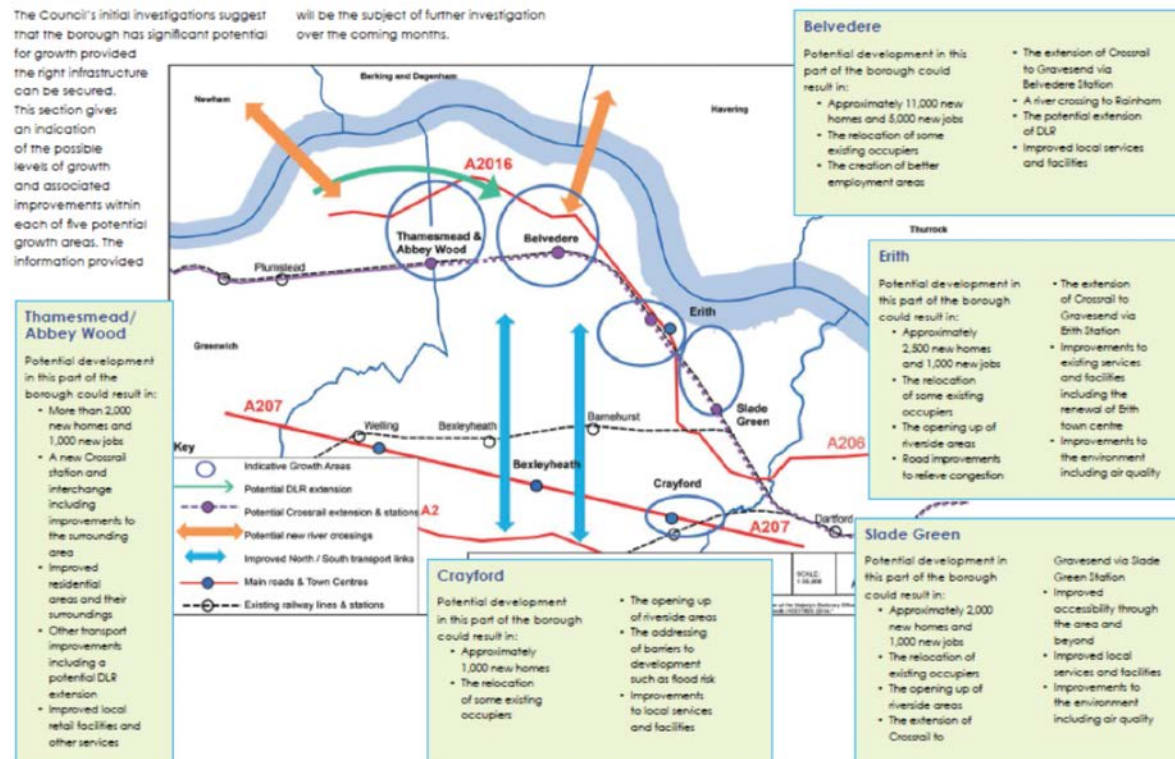 The Council's initial investigations suggest
that the borough has significant potential
for growth provided
the right infrastructure
can be secured.
This section gives
an indication
of the possible
levels of growth
and associated
improvements within
each of five potential
growth areas. The
information provided
will be the subject of further investigation
over the coming months.
Barking and Dagenham
Newham
Havering
A2016
Thamesmead &
Abbey Wood
Belvedere
Plumstead
Thurrock
Erith
Greenwich
Slade
Green
A207
Welling
Bexleyheath
Barnehurst
A206
Bexleyheath
Crayford
A207
Dartford
A2
Key
Indicative Growth Areas
Potential DLR extension
Potential Crossrail extension & stations
Potential new river crossings
Improved North / South transport links
Main roads & Town Centres
Existing railway lines & stations
SCALE:
Belvedere
Potential development in this
part of the borough could
result in:
• Approximately 11,000 new
homes and 5,000 new jobs
• The relocation of some
existing occupiers
• The creation of better
employment areas
• The extension of Crossrail
to Gravesend via
Belvedere Station
• A river crossing to Rainham
• The potential extension
of DLR
• Improved local services
and facilities
Erith
Potential development in
this part of the borough
could result in:
• Approximately
2,500 new homes
and 1,000 new jobs
• The relocation
of some existing
occupiers
• The opening up of
riverside areas
• Road improvements
to relieve congestion
• The extension
of Crossrail to
Gravesend via
Erith Station
• Improvements to
existing services
and facilities
including the
renewal of Erith
town centre
• Improvements to
the environment
including air quality
Thamesmead/
Abbey Wood
Potential development
in this part of the
borough could result in:
• More than 2,000
new homes and
1,000 new jobs
• A new Crossrail
station and
interchange
including
improvements to
the surrounding
area
• Improved
residential
areas and their
surroundings
• Other transport
improvements
including a
potential DLR
extension
• Improved local
retail facilities and
other services
Crayford
Potential development
in this part of the borough
could result in:
• Approximately
1,000 new homes
• The relocation
of some existing
occupiers
• The opening up
of riverside areas
• The addressing
of barriers to
development
such as flood risk
• Improvements
to local services
and facilities
Slade Green
Potential development in
this part of the borough
could result in:
• Approximately 2,000
new homes and
1,000 new jobs
• The relocation of
existing occupiers
• The opening up of
riverside areas
• The extension of
Crossrail to
Gravesend via Slade
Green Station
• Improved
accessibility through
the area and
beyond
• Improved local
services and facilities
• Improvements to
the environment
including air quality